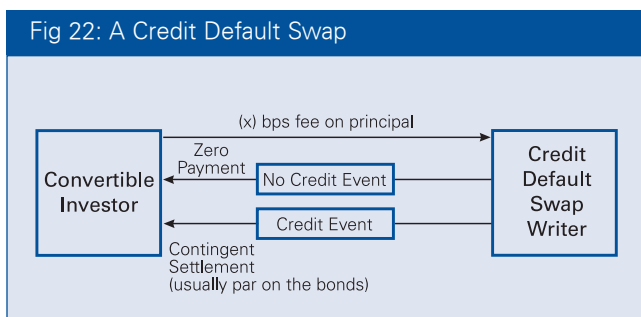 Fig 22: A Credit Default Swap
(x) bps fee on principal
Zero
Payment
No Credit Event
Convertible
Investor
Credit Event
Credit
Default
Swap
Writer
Contingent
Settlement
(usually par on the bonds)